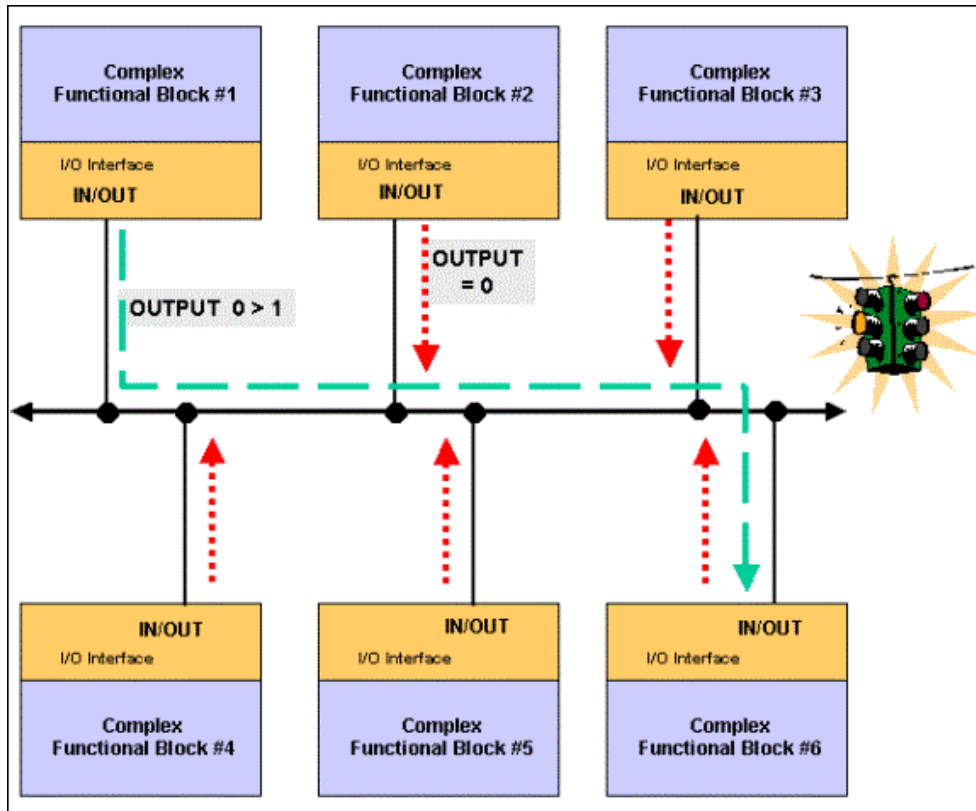 Complex
Functional Block #1
I/O Interface
IN/OUT
Complex
Functional Block #2
I/O Interface
IN/OUT
Complex
Functional Block #3
I/O Interface
IN/OUT
OUTPUT 0 > 1
OUTPUT
= 0
IN/OUT
I/O Interface
Complex
Functional Block #4
IN/OUT
I/O Interface
Complex
Functional Block #5
IN/OUT
I/O Interface
Complex
Functional Block #6